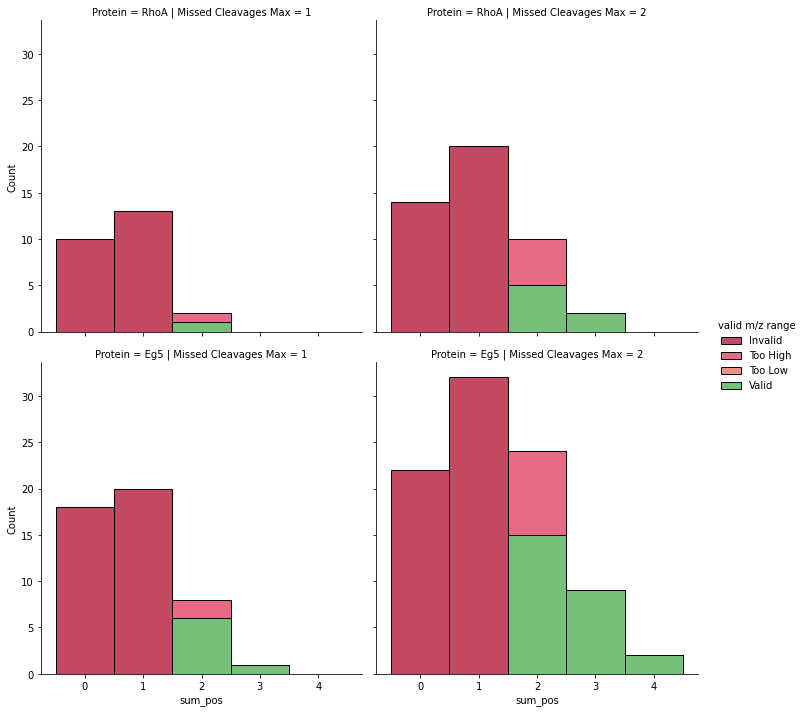 Protein = RhoA | Missed Cleavages Max = 1
Protein = RhoA | Missed Cleavages Max = 2
30
25
20
15
10
5
0
Count
Protein = Eg5 | Missed Cleavages Max = 1
Protein = Eg5 | Missed Cleavages Max = 2
30
25
20
15
10
5
0
Count
0 1 2 3 4
sum_pos
0 1 2 3 4
sum_pos
valid m/z range
Invalid
Too High
Too Low
Valid